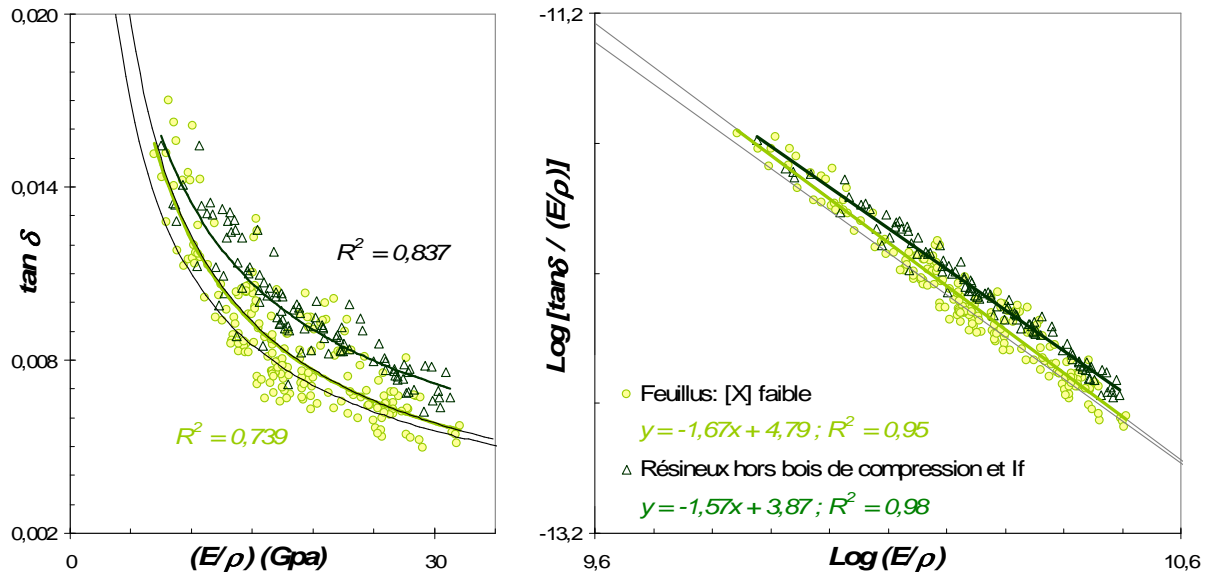 0,020
0,014
0,008
0,002
tan δ
R² = 0,837
R² = 0,739
0
30
(E/ρ) (Gpa)
-11,2
-13,2
Log [tanδ / (E/ρ)]
Feuillus: [X] faible
y = -1,67x + 4,79 ; R² = 0,95
Résineux hors bois de compression et If
y = -1,57x + 3,87 ; R² = 0,98
9,6
10,6
Log (E/ρ)